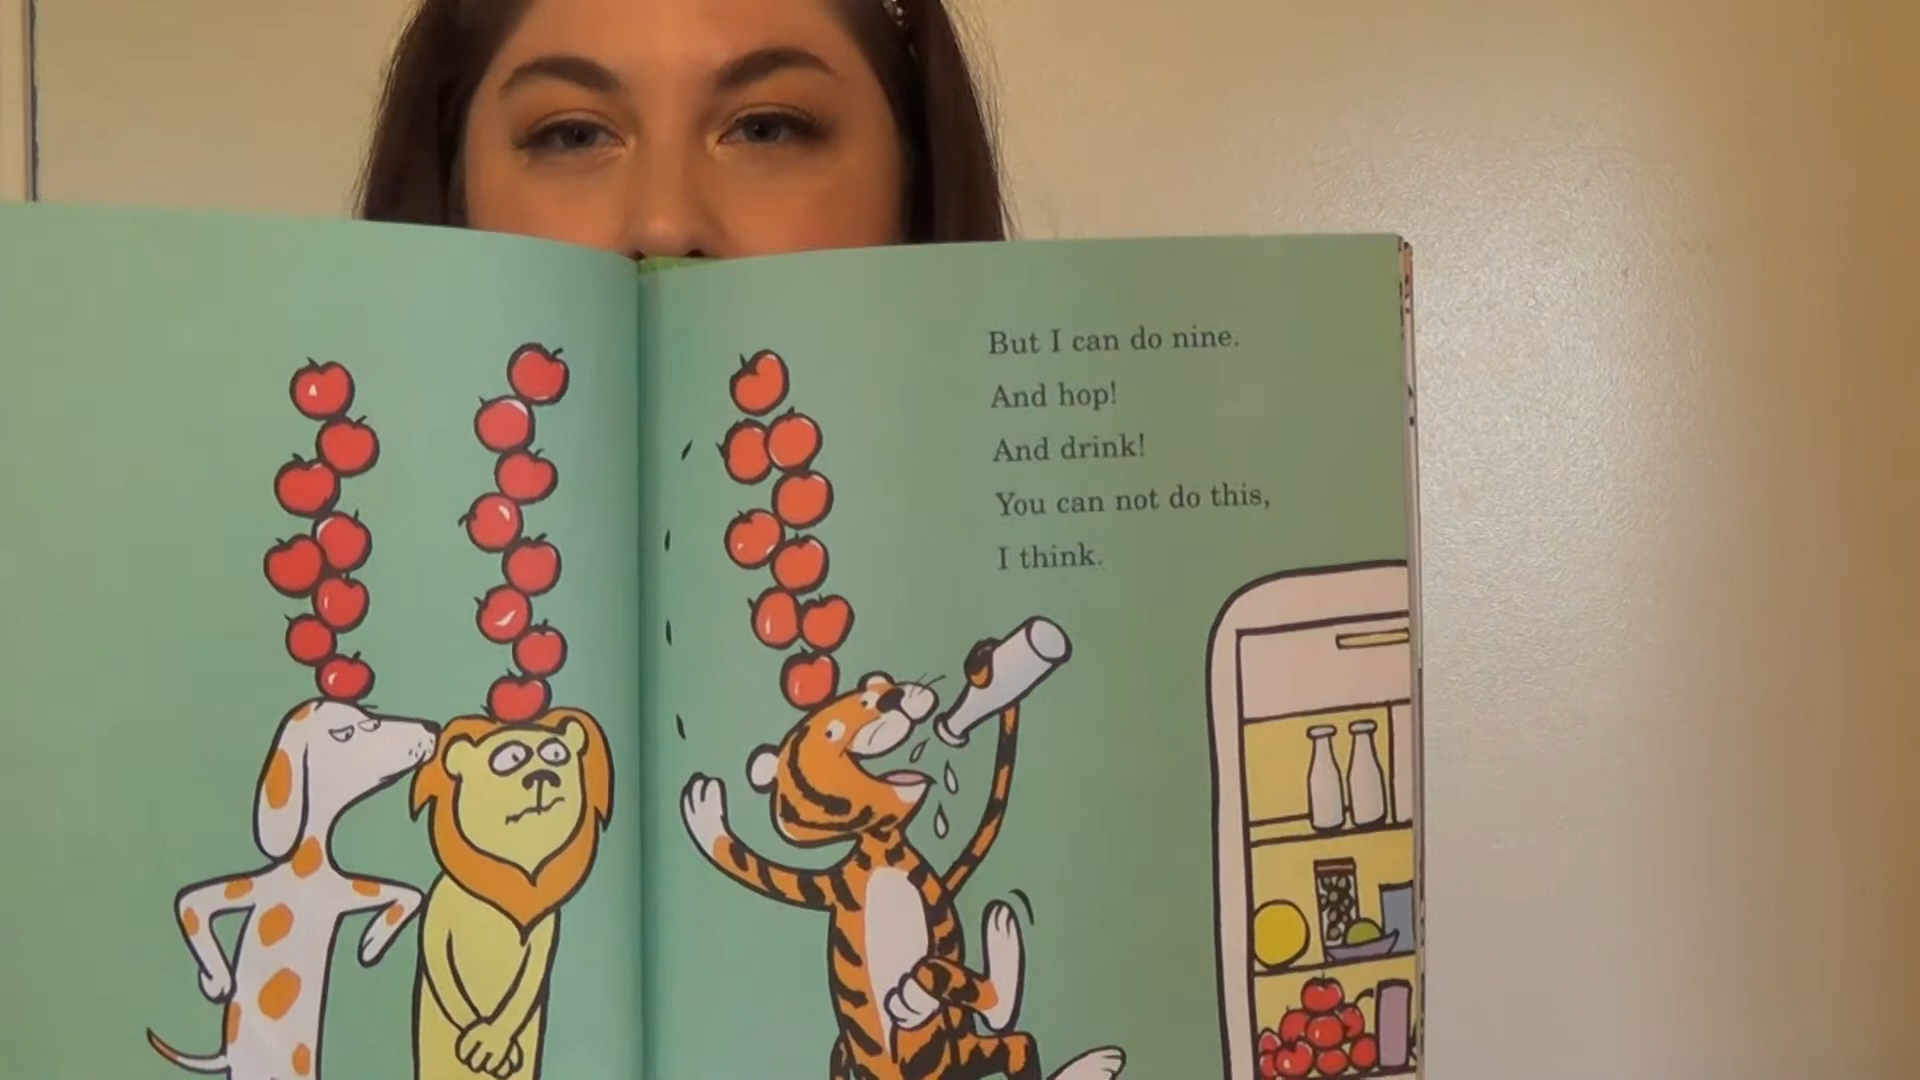 But I can do nine.
And hop!
And drink!
You can not do this,
I think.